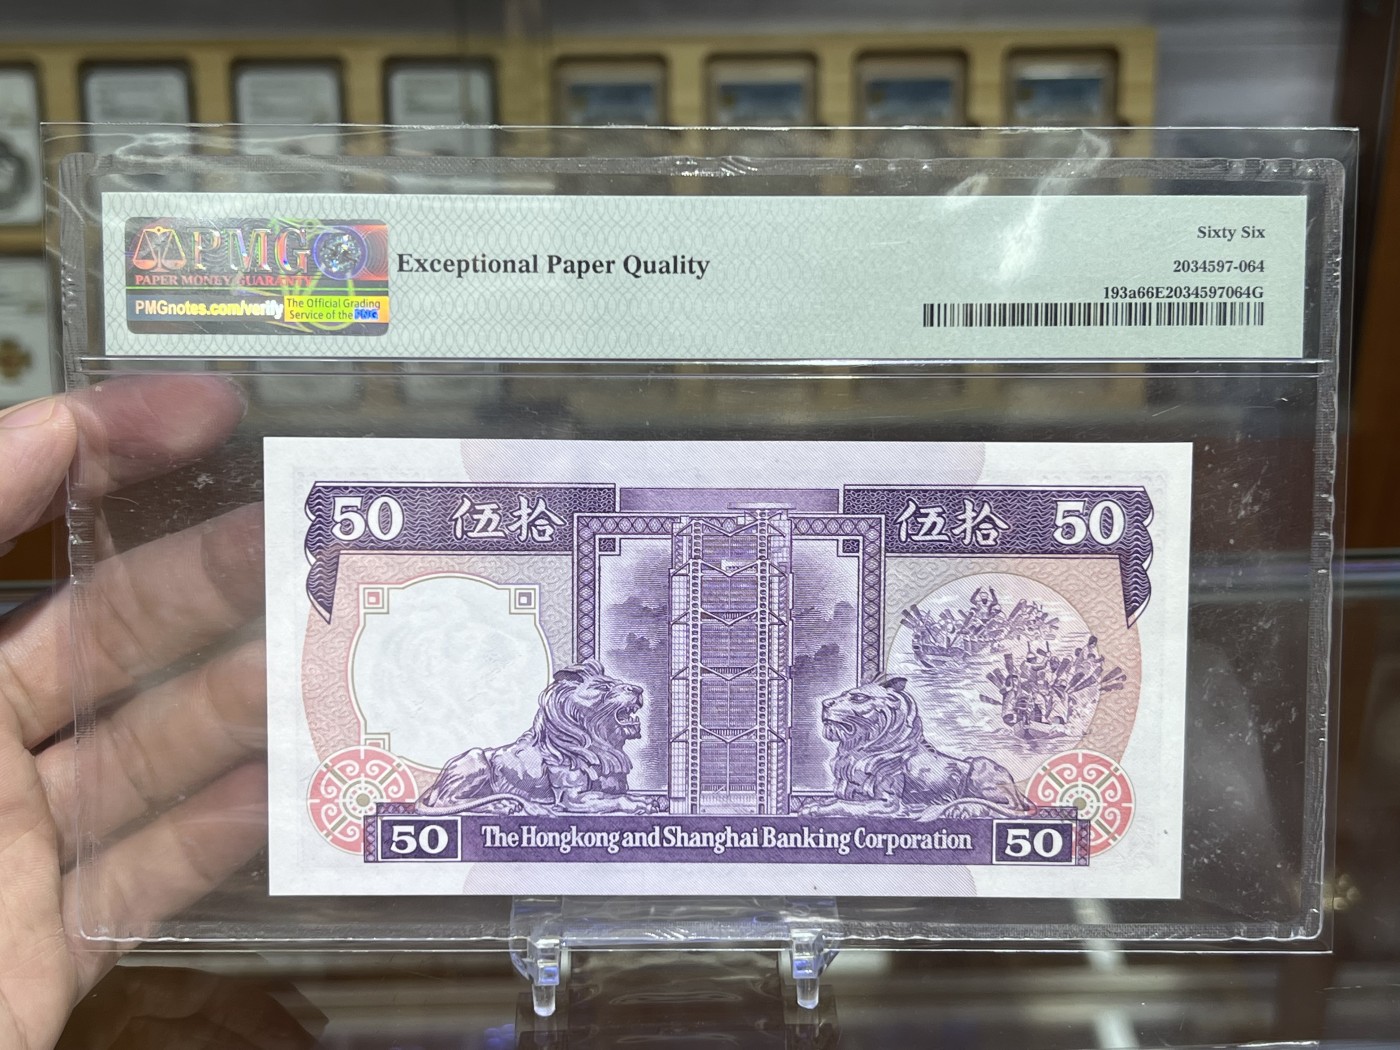 PMG
PAPER MONEY GUARANTY
PMGnotes.com/verify
The Official Grading
Service of the
Exceptional Paper Quality
Sixty Six
2034597-064
193a66E2034597064G
50 伍拾 伍拾 50
50 The Hongkong and Shanghai Banking Corporation 50